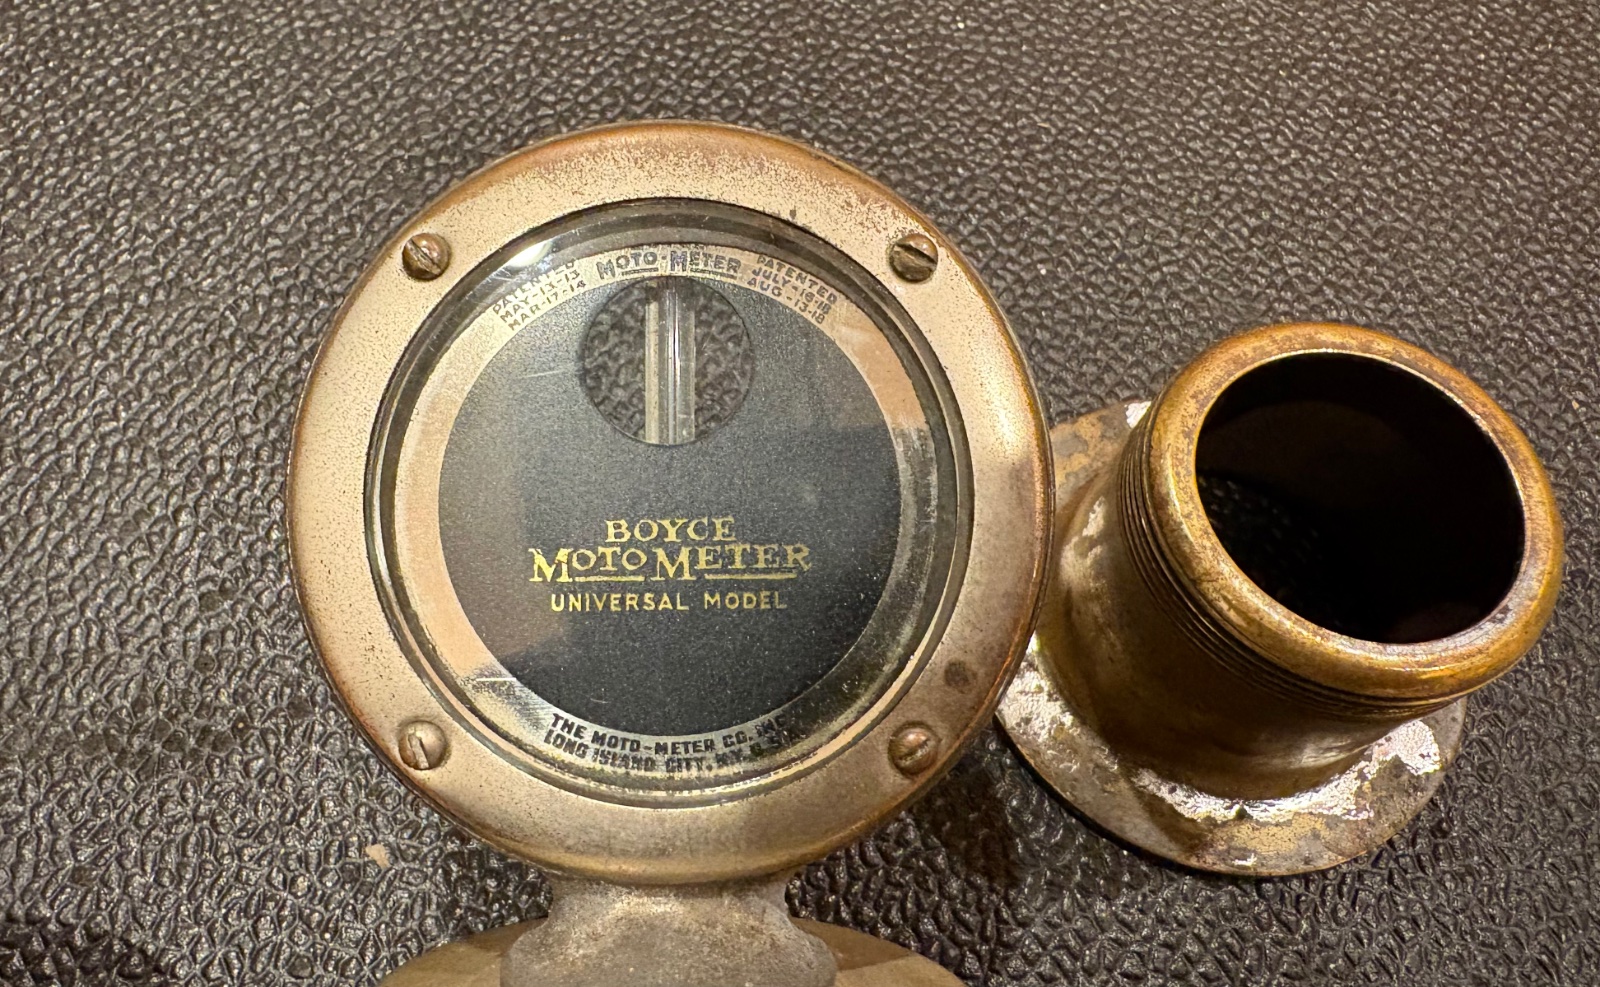 MOTO-METER
PATENTED
MAY-13-13
MAR-17-14
PATENTED
JULY-16-18
AUG-13-18
BOYCE
MOTOMETER
UNIVERSAL MODEL
THE MOTO-METER CO. INC.
LONG ISLAND CITY, N.Y. U.S.A.